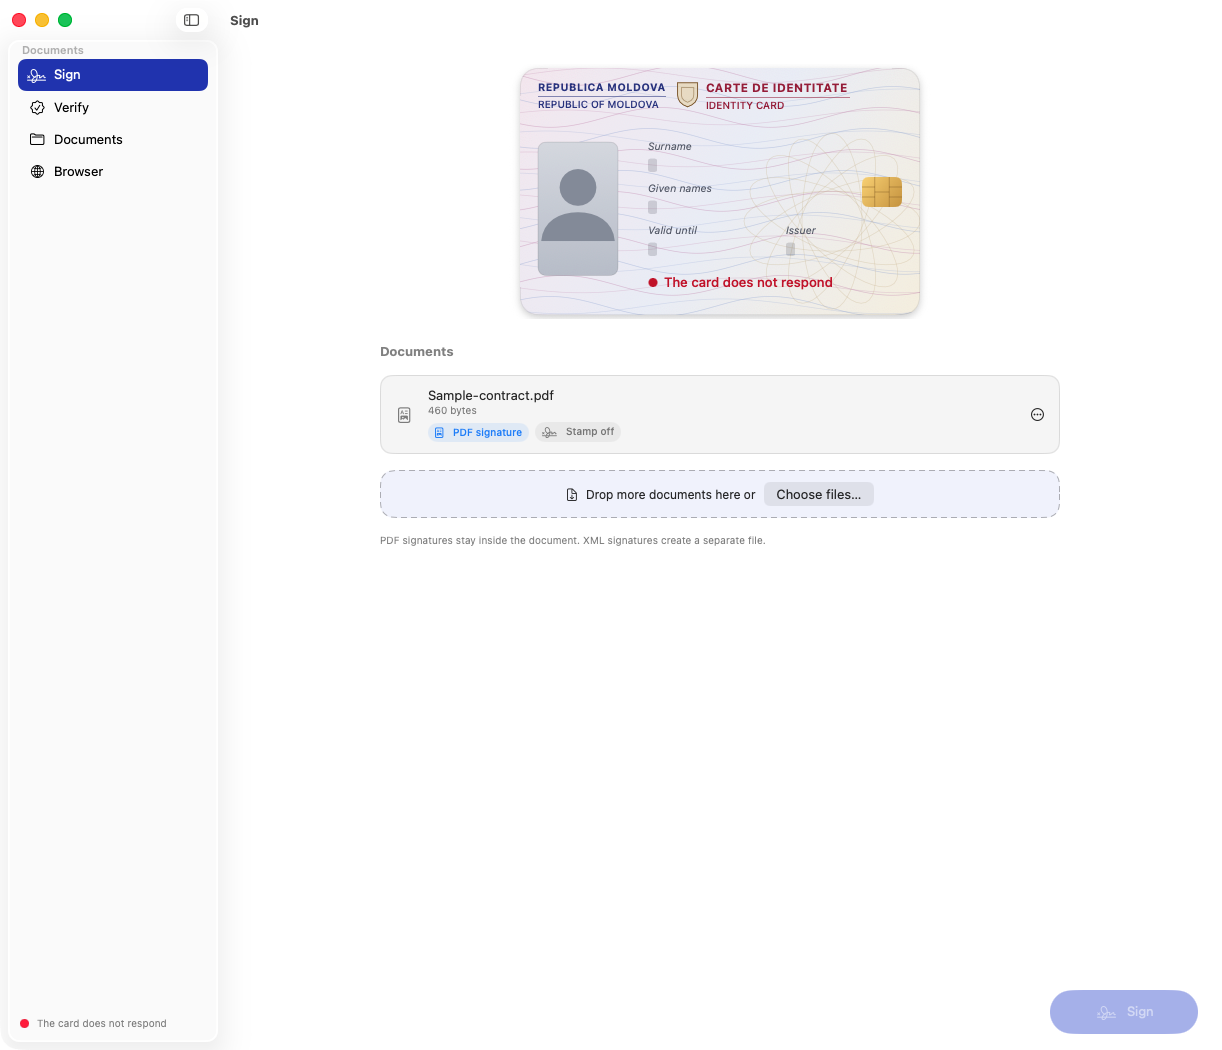 Sign
Documents
Sign
Verify
Documents
Browser
REPUBLICA MOLDOVA
REPUBLIC OF MOLDOVA
CARTE DE IDENTITATE
IDENTITY CARD
Surname
Given names
Valid until
Issuer
The card does not respond
Documents
Sample-contract.pdf
460 bytes
PDF signature
Stamp off
Drop more documents here or
Choose files...
PDF signatures stay inside the document. XML signatures create a separate file.
The card does not respond
Sign